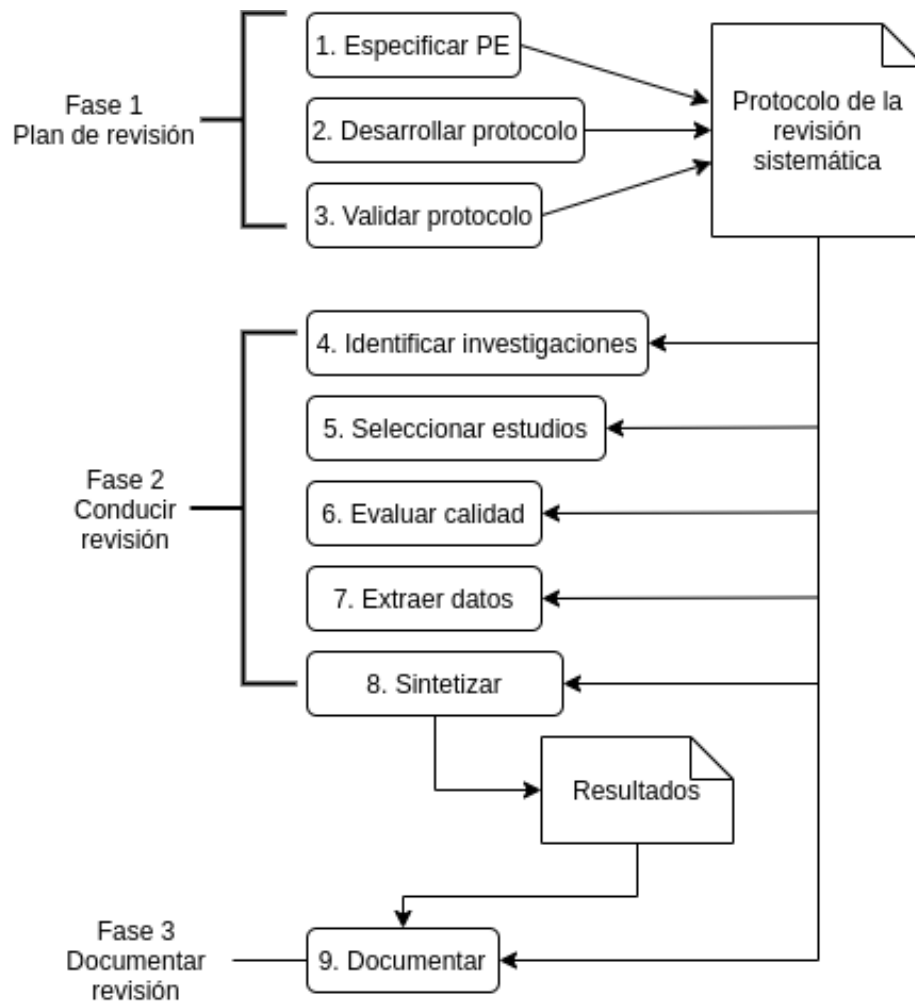 1. Especificar PE
Fase 1
Plan de revisión
2. Desarrollar protocolo
3. Validar protocolo
Protocolo de la
revisión
sistemática
4. Identificar investigaciones
5. Seleccionar estudios
Fase 2
Conducir
revisión
6. Evaluar calidad
7. Extraer datos
8. Sintetizar
Resultados
Fase 3
Documentar
revisión
9. Documentar